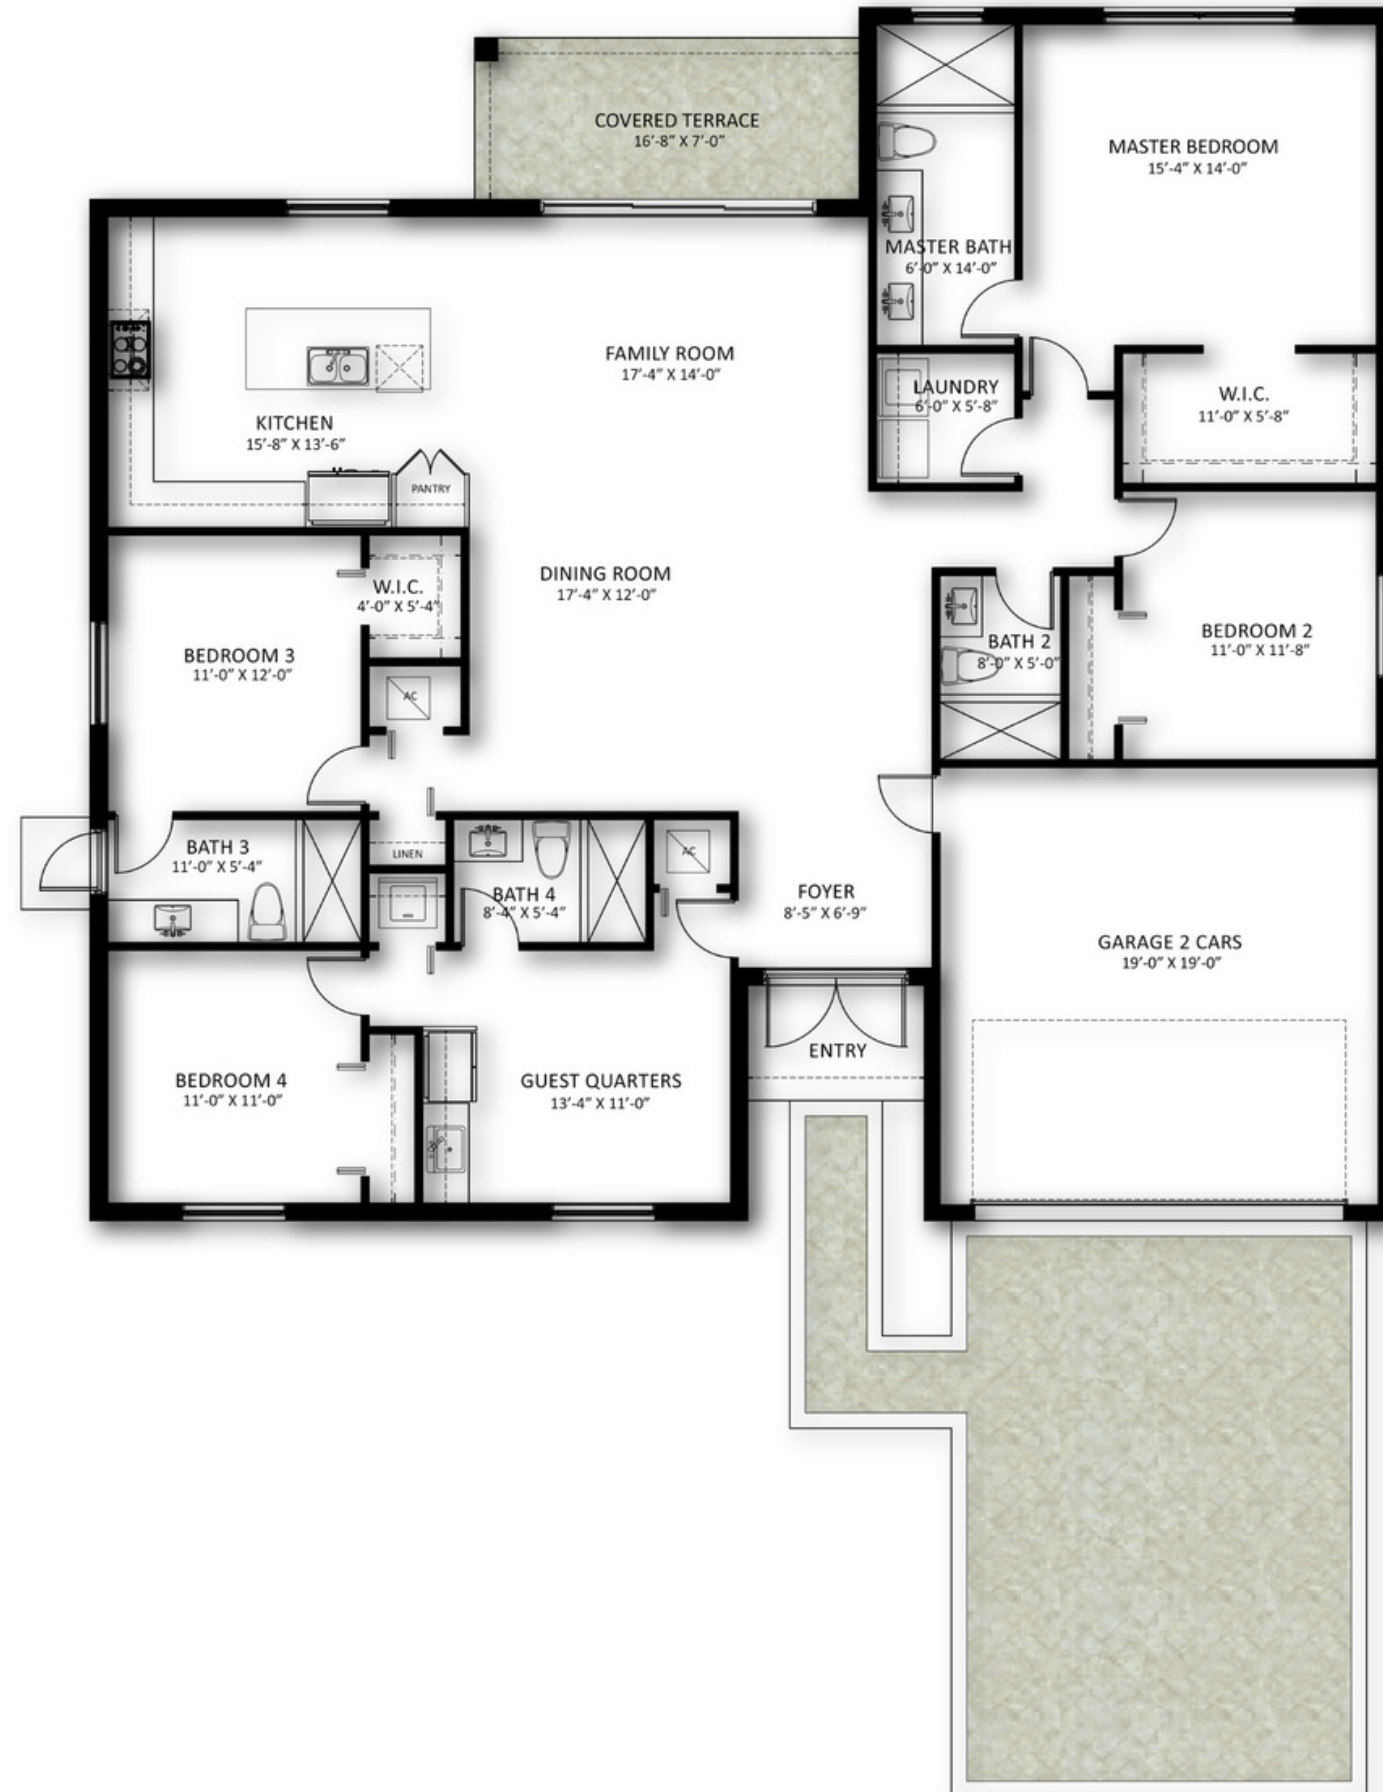 COVERED TERRACE
16'-8" X 7'-0"
MASTER BEDROOM
15'-4" X 14'-0"
MASTER BATH
6'-0" X 14'-0"
FAMILY ROOM
17'-4" X 14'-0"
LAUNDRY
6'-0" X 5'-8"
W.I.C.
11'-0" X 5'-8"
KITCHEN
15'-8" X 13'-6"
PANTRY
DINING ROOM
17'-4" X 12'-0"
W.I.C.
4'-0" X 5'-4"
BEDROOM 3
11'-0" X 12'-0"
BATH 2
8'-0" X 5'-0"
BEDROOM 2
11'-0" X 11'-8"
AC
BATH 3
11'-0" X 5'-4"
LINEN
AC
BATH 4
8'-4" X 5'-4"
FOYER
8'-5" X 6'-9"
GARAGE 2 CARS
19'-0" X 19'-0"
ENTRY
BEDROOM 4
11'-0" X 11'-0"
GUEST QUARTERS
13'-4" X 11'-0"